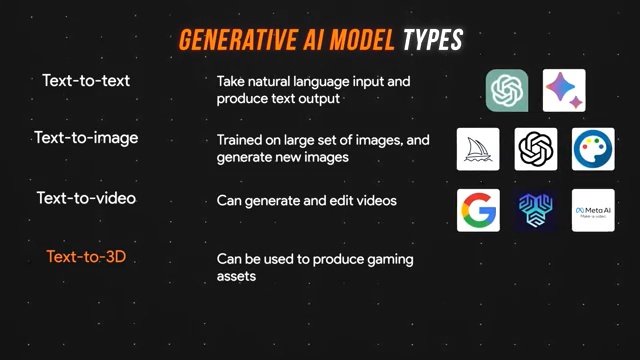 GENERATIVE AI MODEL TYPES
Text-to-text
Take natural language input and
produce text output
Text-to-image
Trained on large set of images, and
generate new images
Text-to-video
Can generate and edit videos
Meta AI
Make-a-video
Text-to-3D
Can be used to produce gaming
assets